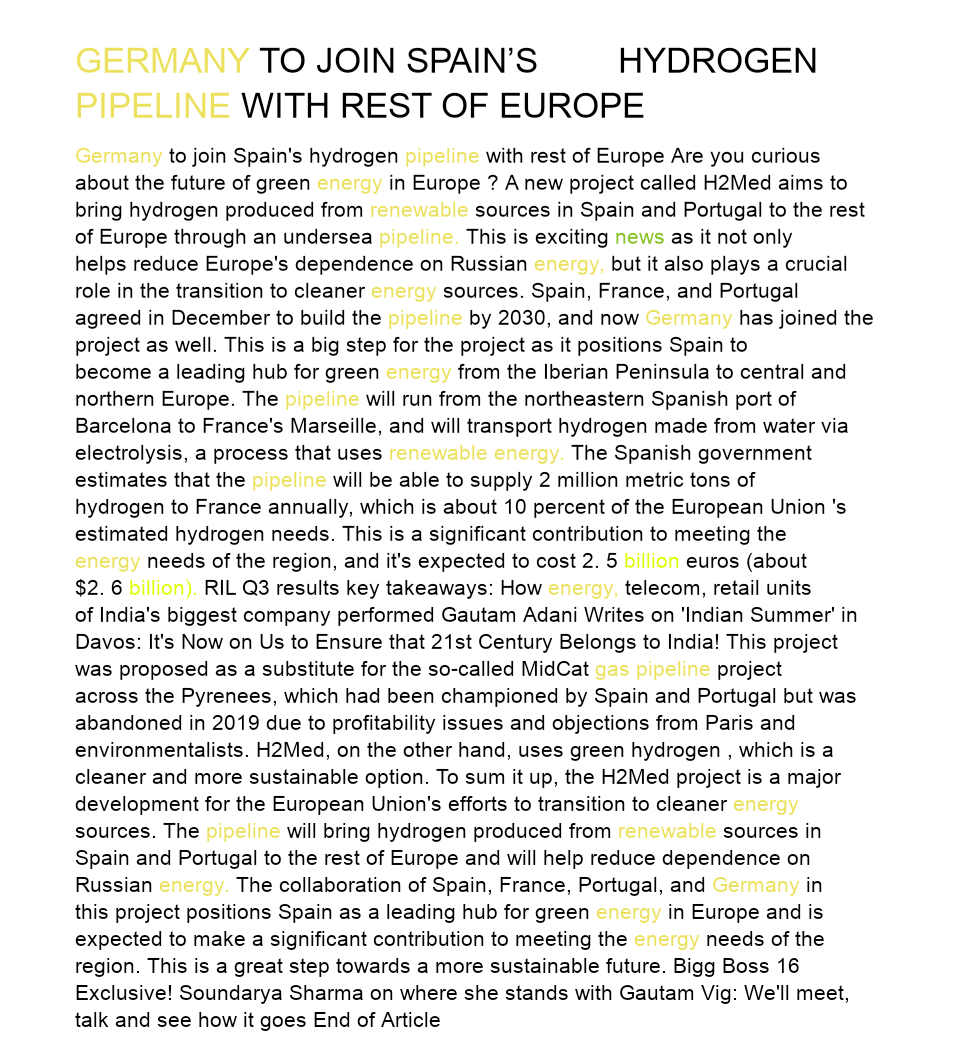 GERMANY TO JOIN SPAIN’S HYDROGEN
PIPELINE WITH REST OF EUROPE
Germany to join Spain's hydrogen pipeline with rest of Europe Are you curious
about the future of green energy in Europe ? A new project called H2Med aims to
bring hydrogen produced from renewable sources in Spain and Portugal to the rest
of Europe through an undersea pipeline. This is exciting news as it not only
helps reduce Europe's dependence on Russian energy, but it also plays a crucial
role in the transition to cleaner energy sources. Spain, France, and Portugal
agreed in December to build the pipeline by 2030, and now Germany has joined the
project as well. This is a big step for the project as it positions Spain to
become a leading hub for green energy from the Iberian Peninsula to central and
northern Europe. The pipeline will run from the northeastern Spanish port of
Barcelona to France's Marseille, and will transport hydrogen made from water via
electrolysis, a process that uses renewable energy. The Spanish government
estimates that the pipeline will be able to supply 2 million metric tons of
hydrogen to France annually, which is about 10 percent of the European Union 's
estimated hydrogen needs. This is a significant contribution to meeting the
energy needs of the region, and it's expected to cost 2. 5 billion euros (about
$2. 6 billion). RIL Q3 results key takeaways: How energy, telecom, retail units
of India's biggest company performed Gautam Adani Writes on 'Indian Summer' in
Davos: It's Now on Us to Ensure that 21st Century Belongs to India! This project
was proposed as a substitute for the so-called MidCat gas pipeline project
across the Pyrenees, which had been championed by Spain and Portugal but was
abandoned in 2019 due to profitability issues and objections from Paris and
environmentalists. H2Med, on the other hand, uses green hydrogen , which is a
cleaner and more sustainable option. To sum it up, the H2Med project is a major
development for the European Union's efforts to transition to cleaner energy
sources. The pipeline will bring hydrogen produced from renewable sources in
Spain and Portugal to the rest of Europe and will help reduce dependence on
Russian energy. The collaboration of Spain, France, Portugal, and Germany in
this project positions Spain as a leading hub for green energy in Europe and is
expected to make a significant contribution to meeting the energy needs of the
region. This is a great step towards a more sustainable future. Bigg Boss 16
Exclusive! Soundarya Sharma on where she stands with Gautam Vig: We'll meet,
talk and see how it goes End of Article